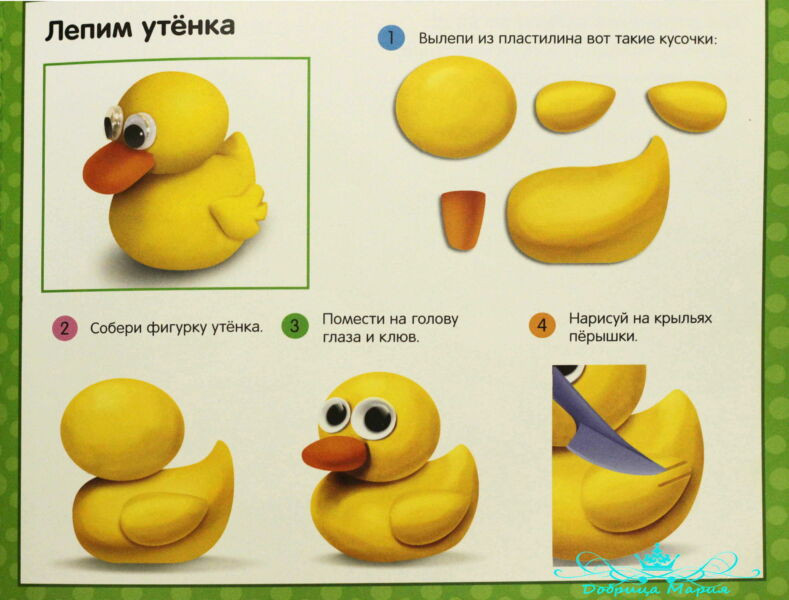 Лепим утёнка
1 Вылепи из пластилина вот такие кусочки:
2 Собери фигурку утёнка.
3 Помести на голову
глаза и клюв.
4 Нарисуй на крыльях
пёрышки.
Добрица Мария